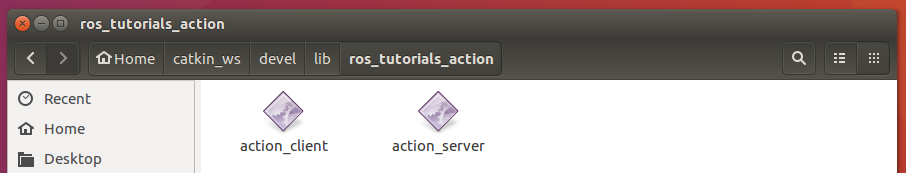 ros_tutorials_action
Home catkin_ws devel lib ros_tutorials_action
Recent
Home
Desktop
action_client action_server